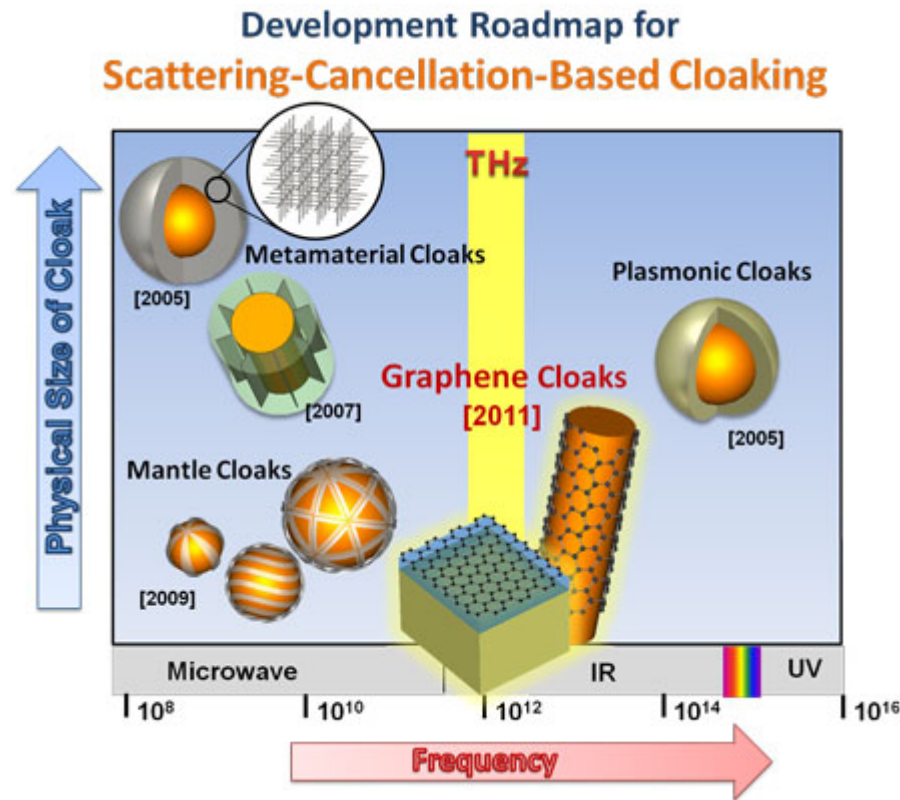 Development Roadmap for
Scattering-Cancellation-Based Cloaking
Physical Size of Cloak
THz
Metamaterial Cloaks
[2005]
[2007]
Plasmonic Cloaks
[2005]
Graphene Cloaks
[2011]
Mantle Cloaks
[2009]
Microwave
IR
UV
10⁸
10¹⁰
10¹²
10¹⁴
10¹⁶
Frequency